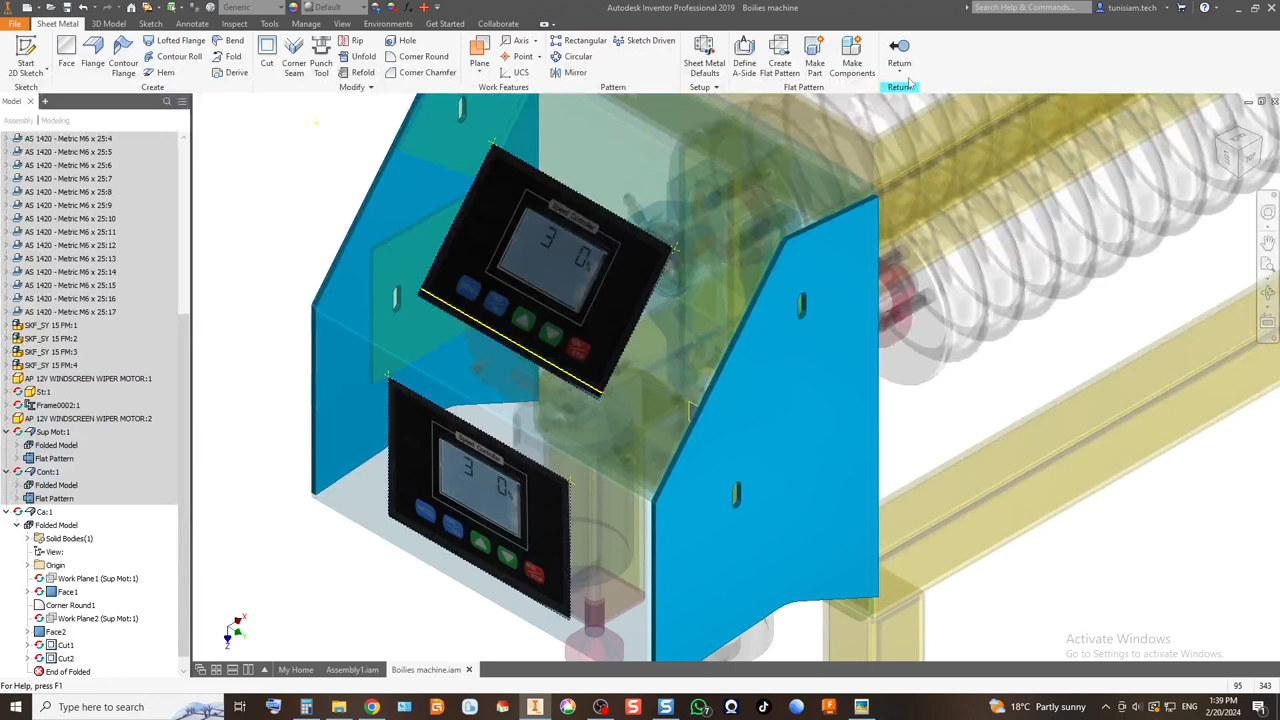 Generic
Default
Autodesk Inventor Professional 2019 Boilies machine
Search Help & Commands...
tunisiam.tech
File
Sheet Metal
3D Model
Sketch
Annotate
Inspect
Tools
Manage
View
Environments
Get Started
Collaborate
Start
2D Sketch
Sketch
Face
Flange
Contour
Flange
Lofted Flange
Contour Roll
Hem
Bend
Fold
Derive
Create
Cut
Corner
Seam
Punch
Tool
Rip
Unfold
Refold
Hole
Corner Round
Corner Chamfer
Modify
Plane
Axis
Point
UCS
Work Features
Rectangular
Circular
Mirror
Sketch Driven
Pattern
Sheet Metal
Defaults
Setup
Define
A-Side
Create
Flat Pattern
Make
Part
Make
Components
Flat Pattern
Return
Return
Model
Assembly
Modeling
AS 1420 - Metric M6 x 25:4
AS 1420 - Metric M6 x 25:5
AS 1420 - Metric M6 x 25:6
AS 1420 - Metric M6 x 25:7
AS 1420 - Metric M6 x 25:8
AS 1420 - Metric M6 x 25:9
AS 1420 - Metric M6 x 25:10
AS 1420 - Metric M6 x 25:11
AS 1420 - Metric M6 x 25:12
AS 1420 - Metric M6 x 25:13
AS 1420 - Metric M6 x 25:14
AS 1420 - Metric M6 x 25:15
AS 1420 - Metric M6 x 25:16
AS 1420 - Metric M6 x 25:17
SKF_SY 15 FM:1
SKF_SY 15 FM:2
SKF_SY 15 FM:3
SKF_SY 15 FM:4
AP 12V WINDSCREEN WIPER MOTOR:1
St:1
Frame0002:1
AP 12V WINDSCREEN WIPER MOTOR:2
Sup Mot:1
Folded Model
Flat Pattern
Cont:1
Folded Model
Flat Pattern
Ca:1
Folded Model
Solid Bodies(1)
View:
Origin
Work Plane1 (Sup Mot:1)
Face1
Corner Round1
Work Plane2 (Sup Mot:1)
Face2
Cut1
Cut2
End of Folded
Speed Controller
3 0%
Speed Controller
3 0%
X
Y
Z
Activate Windows
Go to Settings to activate Windows.
My Home
Assembly1.iam
Boilies machine.iam
For Help, press F1
95
343
Type here to search
18°C Partly sunny
1:39 PM
2/20/2024